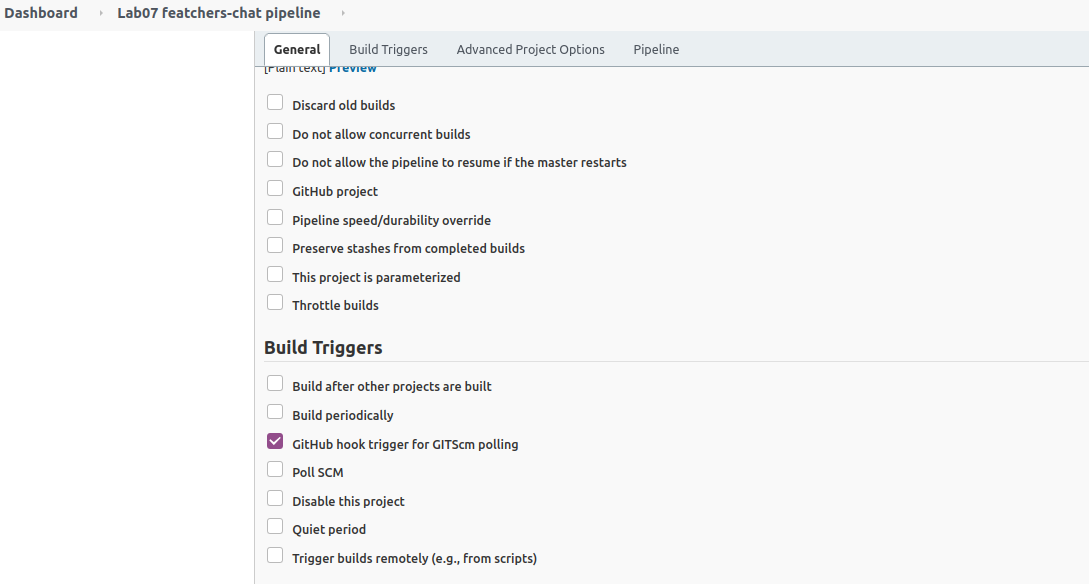 Dashboard Lab07 featchers-chat pipeline
General Build Triggers Advanced Project Options Pipeline
[Plain text] Preview
Discard old builds
Do not allow concurrent builds
Do not allow the pipeline to resume if the master restarts
GitHub project
Pipeline speed/durability override
Preserve stashes from completed builds
This project is parameterized
Throttle builds
Build Triggers
Build after other projects are built
Build periodically
GitHub hook trigger for GITScm polling
Poll SCM
Disable this project
Quiet period
Trigger builds remotely (e.g., from scripts)